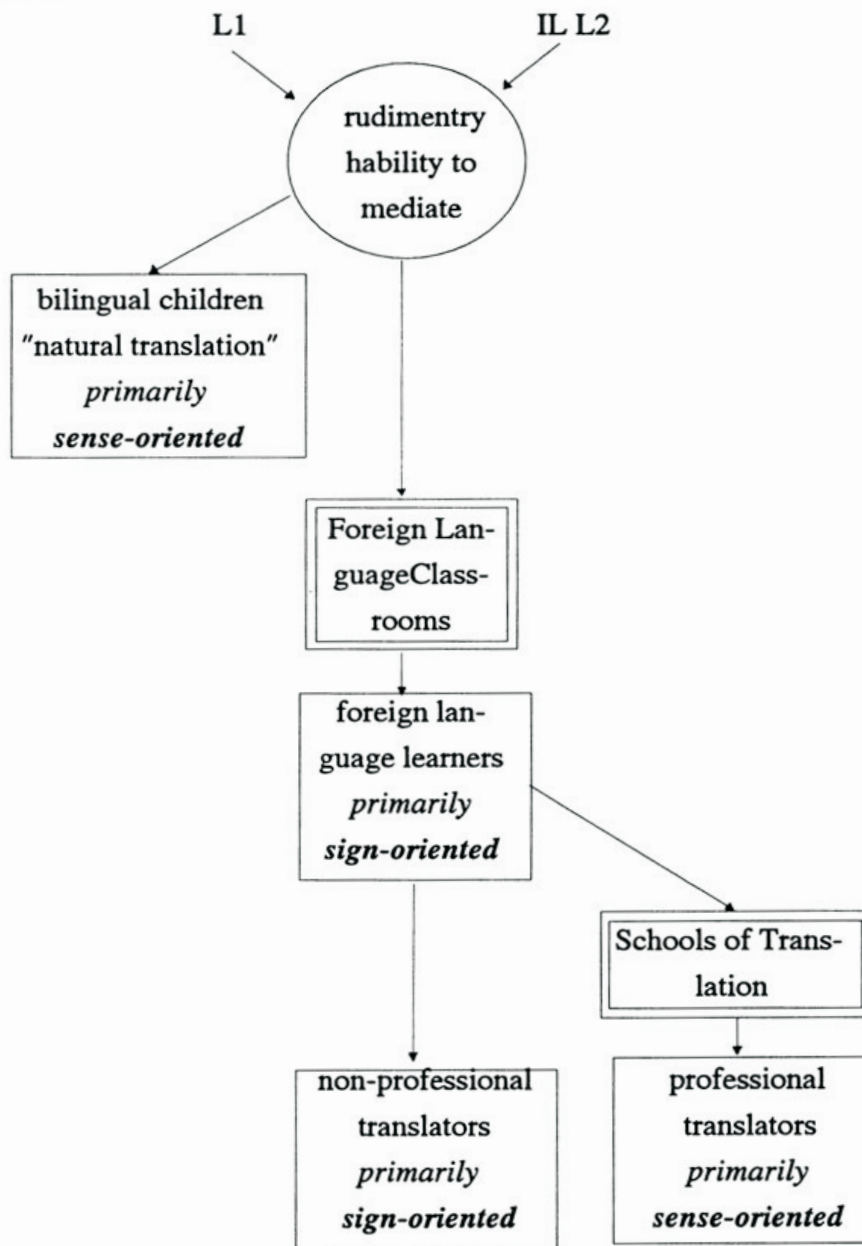 L1
IL L2
rudimentry
hability to
mediate
bilingual children
"natural translation"
primarily
sense-oriented
Foreign Lan-
guageClass-
rooms
foreign lan-
guage learners
primarily
sign-oriented
Schools of Trans-
lation
non-professional
translators
primarily
sign-oriented
professional
translators
primarily
sense-oriented